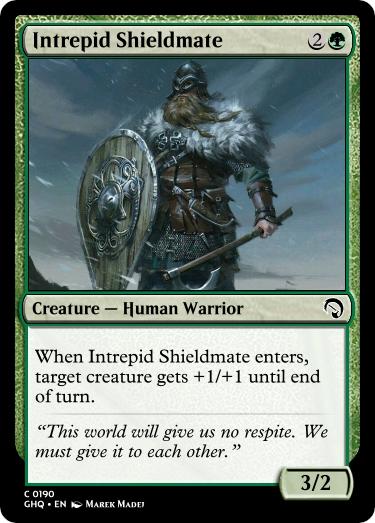 Intrepid Shieldmate 2
Creature — Human Warrior
When Intrepid Shieldmate enters,
target creature gets +1/+1 until end
of turn.
“This world will give us no respite. We
must give it to each other.”
3/2
C 0190
GHQ • EN Marek Madej